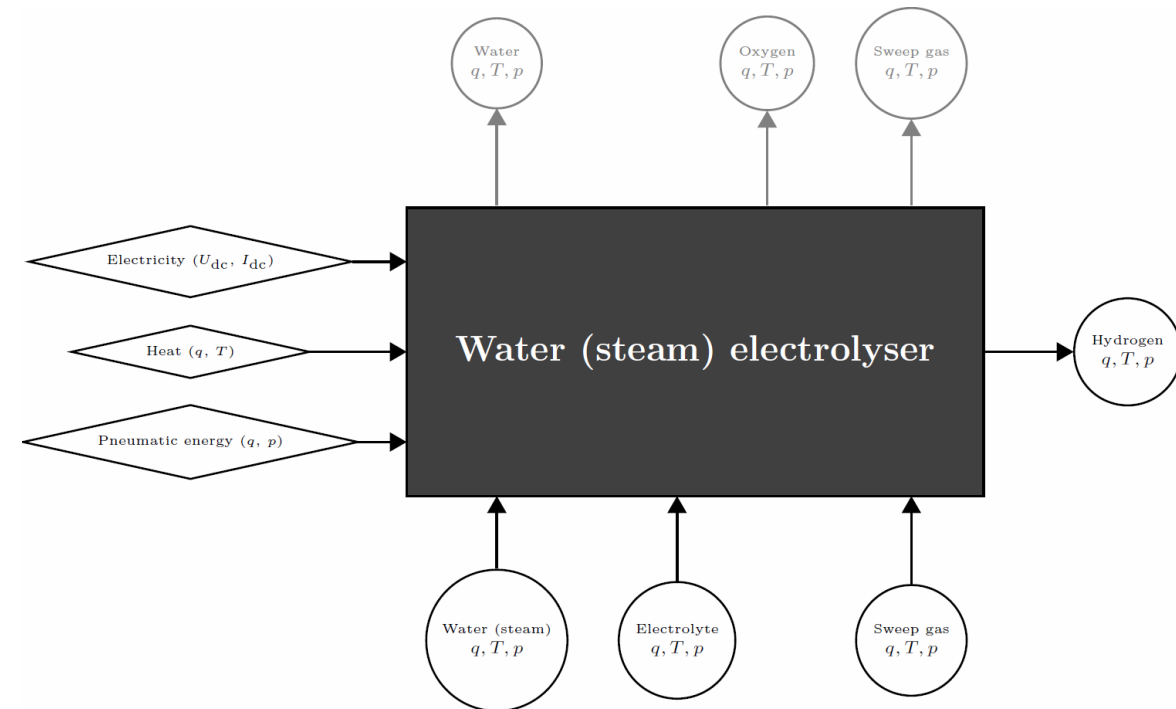 Water
q, T, p
Oxygen
q, T, p
Sweep gas
q, T, p
Electricity (U_dc, I_dc)
Heat (q, T)
Water (steam) electrolyser
Hydrogen
q, T, p
Pneumatic energy (q, p)
Water (steam)
q, T, p
Electrolyte
q, T, p
Sweep gas
q, T, p